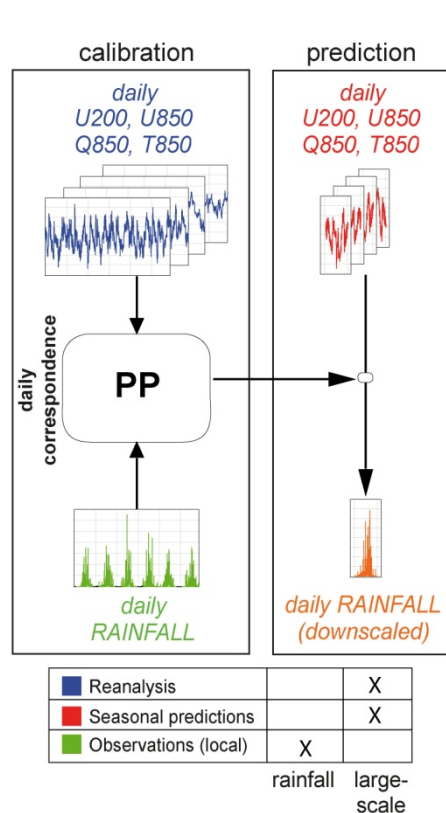 calibration
prediction
daily
U200, U850
Q850, T850
daily
U200, U850
Q850, T850
daily
correspondence
PP
daily
RAINFALL
daily RAINFALL
(downscaled)
Reanalysis X
Seasonal predictions X
Observations (local) X
rainfall large-
scale